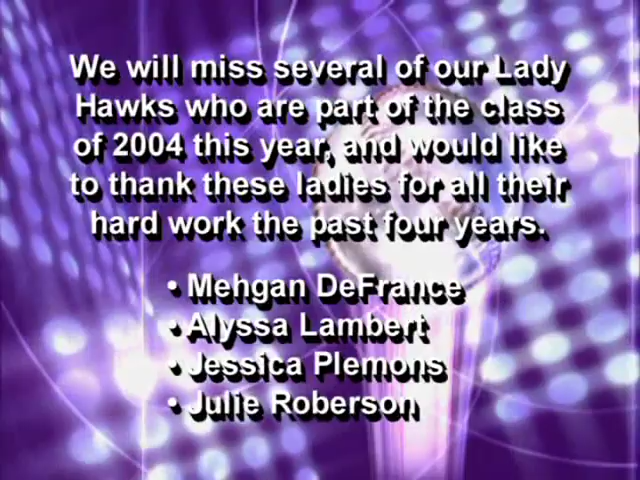 We will miss several of our Lady
Hawks who are part of the class
of 2004 this year, and would like
to thank these ladies for all their
hard work the past four years.
• Mehgan DeFrance
• Alyssa Lambert
• Jessica Plemons
• Julie Roberson